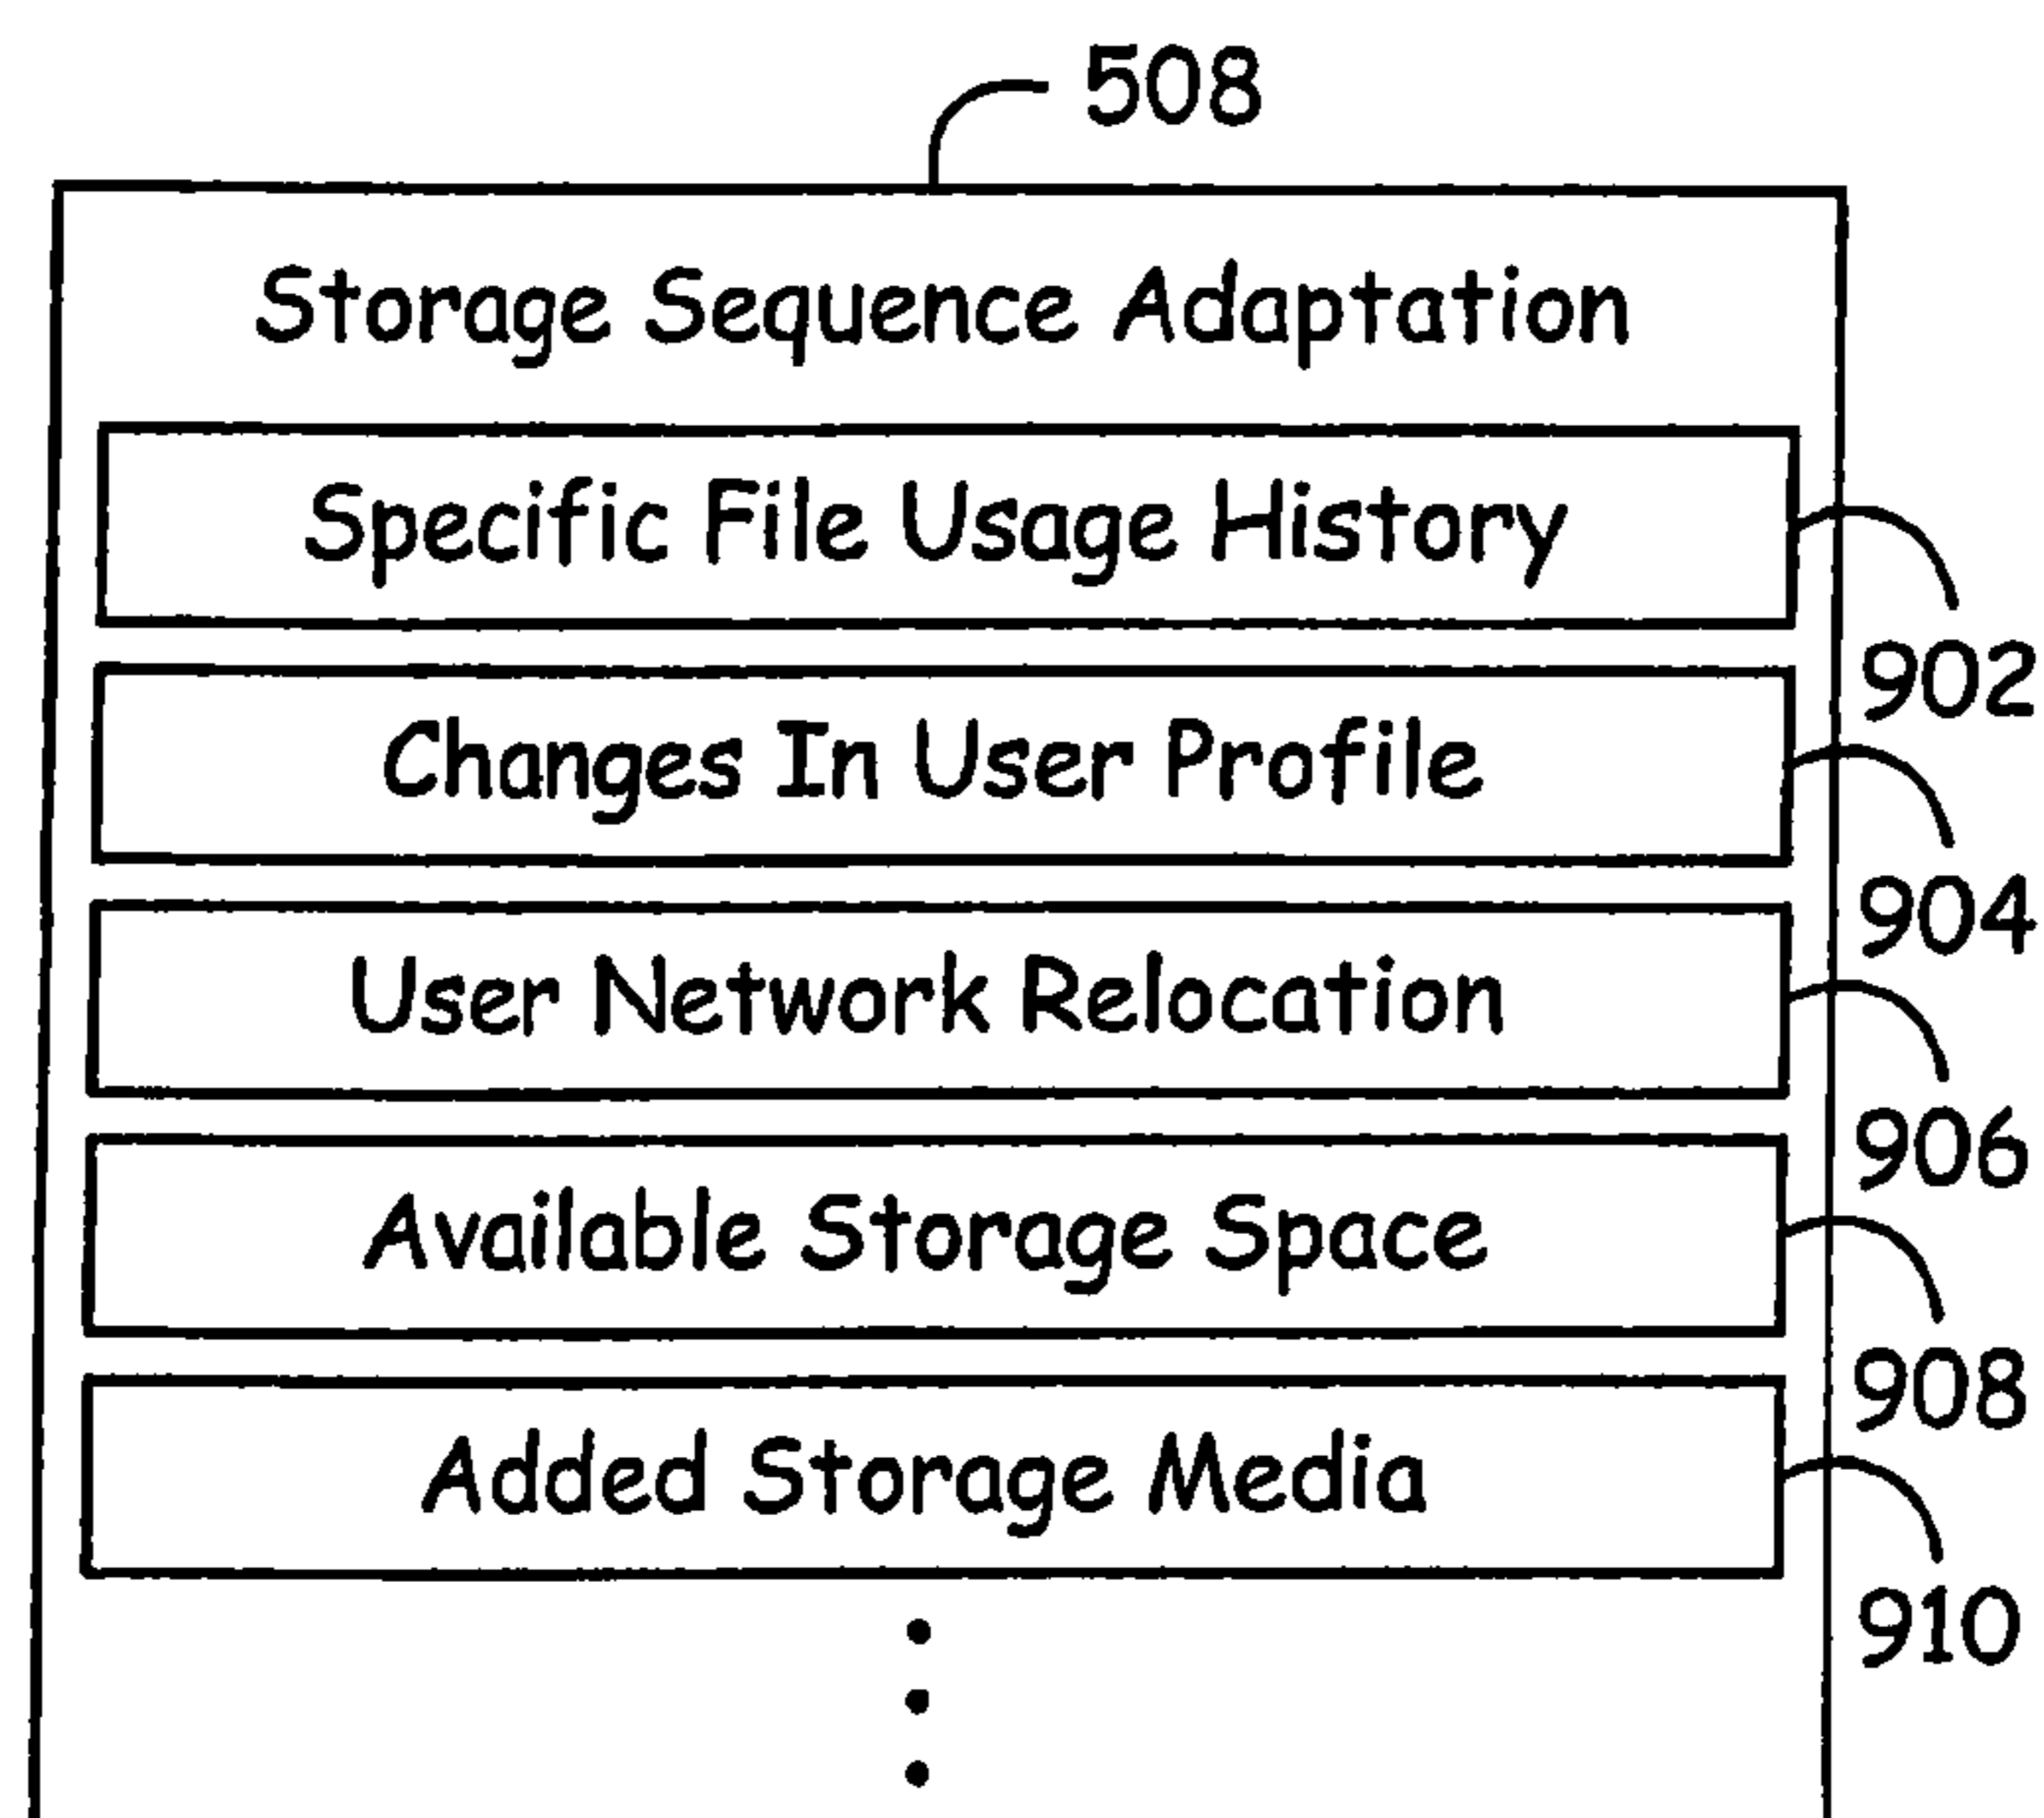 508
Storage Sequence Adaptation
Specific File Usage History
902
Changes In User Profile
904
User Network Relocation
906
Available Storage Space
908
Added Storage Media
910